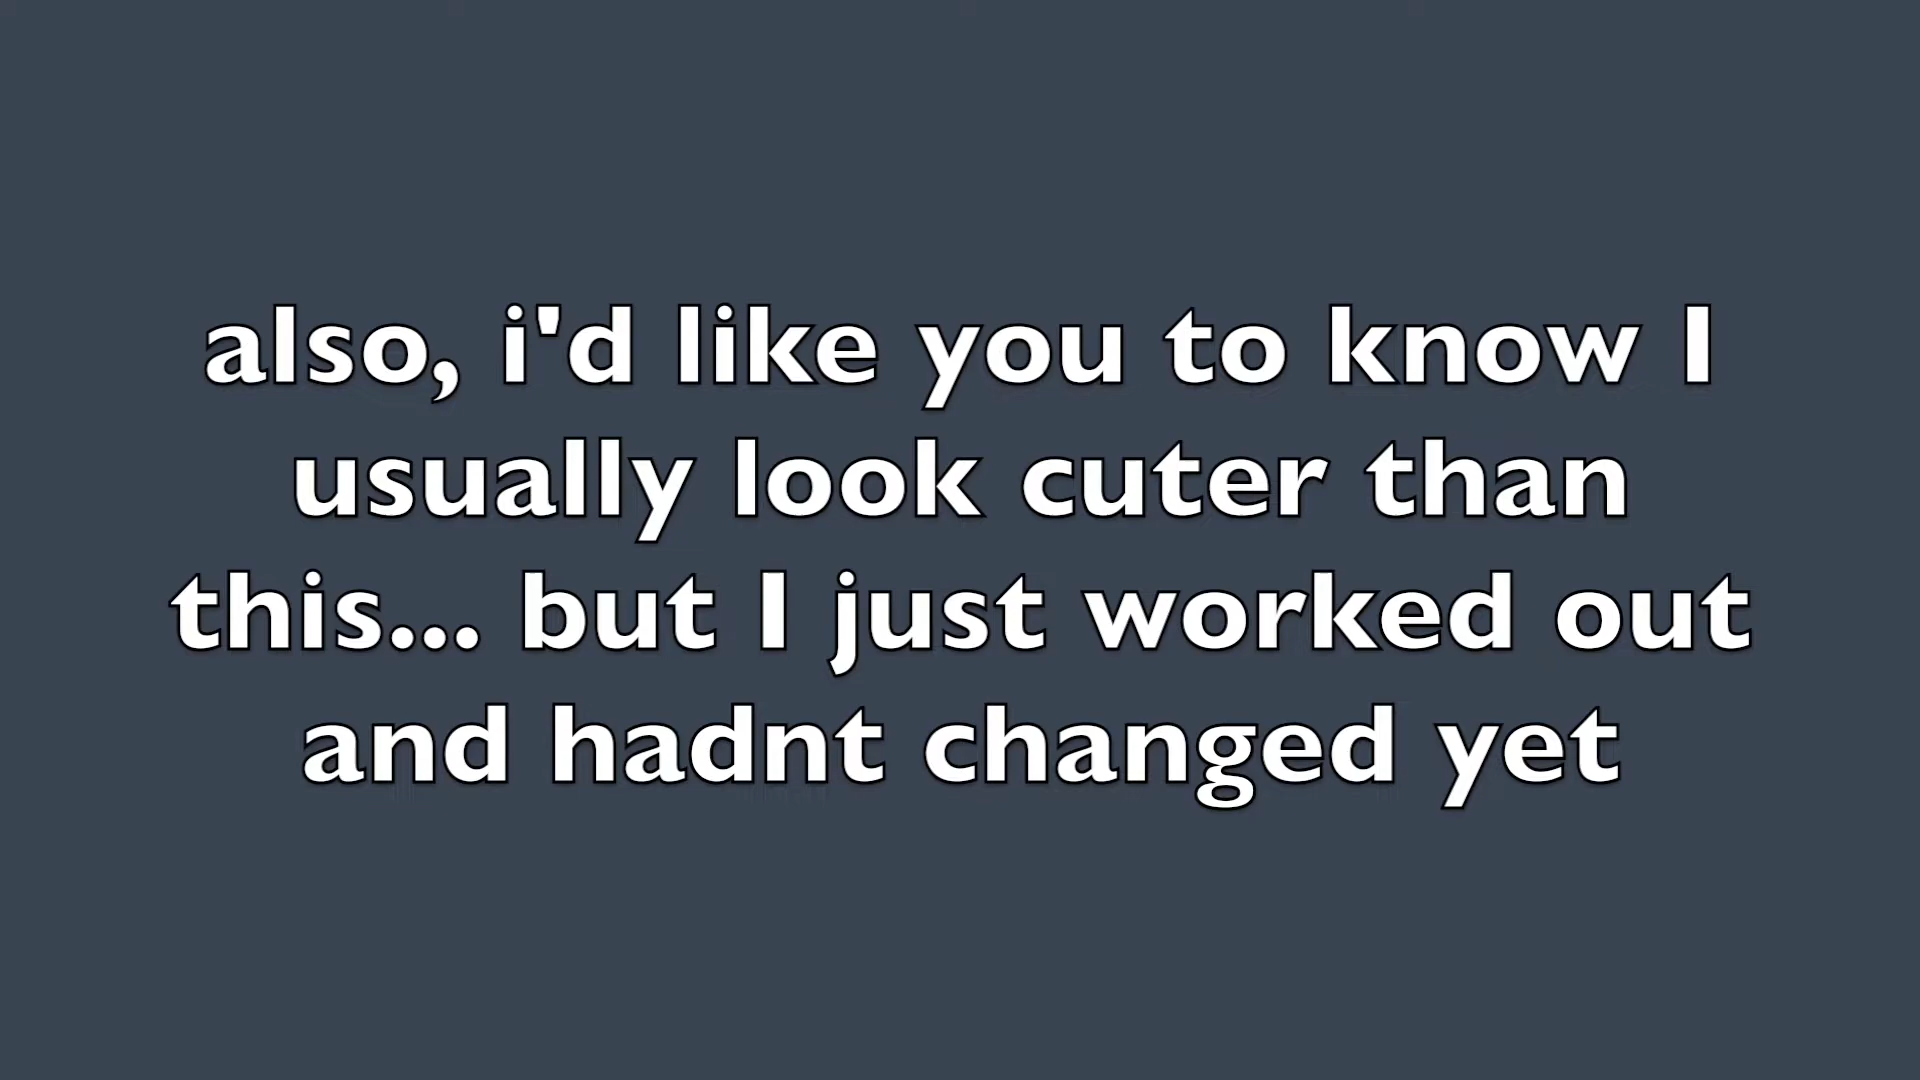 also, i'd like you to know I
usually look cuter than
this... but I just worked out
and hadnt changed yet